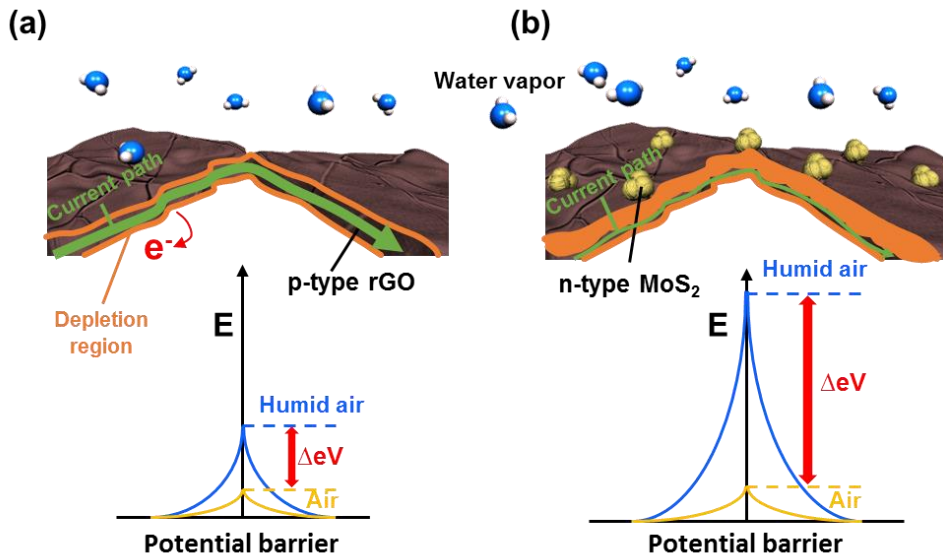 (a)
(b)
Water vapor
Current path
e-
p-type rGO
Depletion
region
E
Humid air
ΔeV
Air
Potential barrier
Current path
n-type MoS2
Humid air
E
ΔeV
Air
Potential barrier